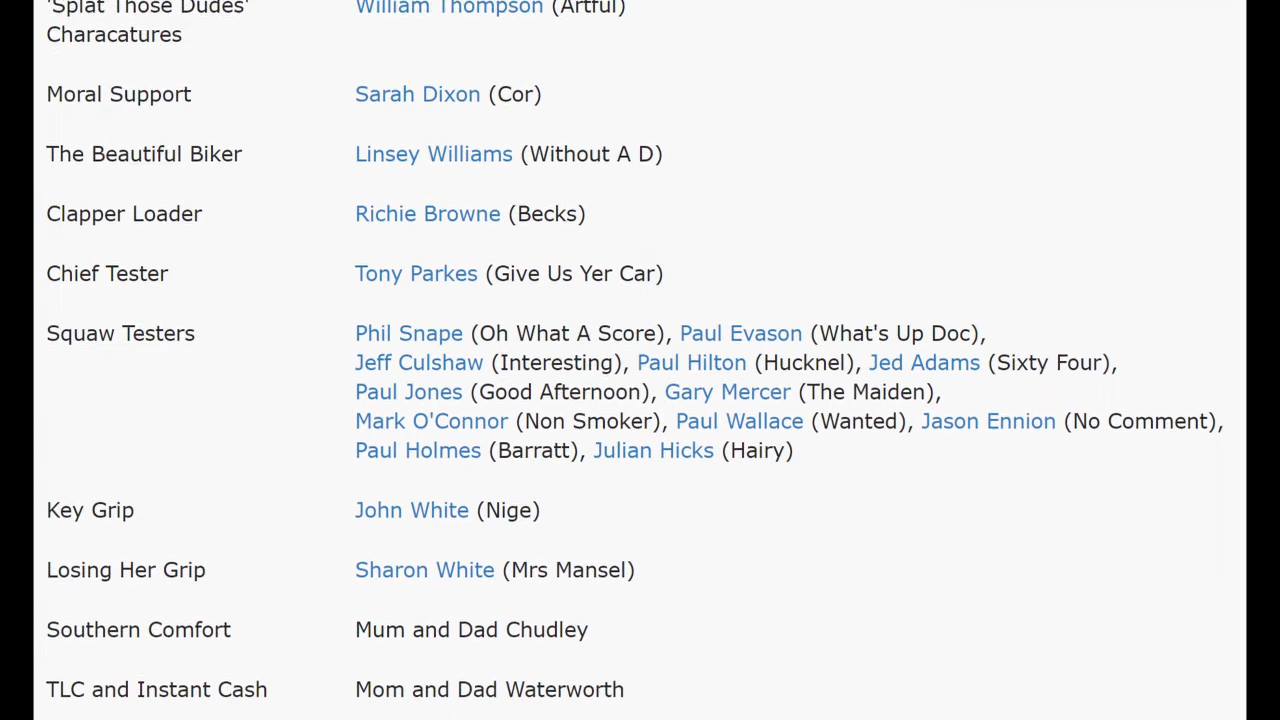 'Splat Those Dudes' William Thompson (Artful)
Characatures
Moral Support Sarah Dixon (Cor)
The Beautiful Biker Linsey Williams (Without A D)
Clapper Loader Richie Browne (Becks)
Chief Tester Tony Parkes (Give Us Yer Car)
Squaw Testers Phil Snape (Oh What A Score), Paul Evason (What's Up Doc),
Jeff Culshaw (Interesting), Paul Hilton (Hucknel), Jed Adams (Sixty Four),
Paul Jones (Good Afternoon), Gary Mercer (The Maiden),
Mark O'Connor (Non Smoker), Paul Wallace (Wanted), Jason Ennion (No Comment),
Paul Holmes (Barratt), Julian Hicks (Hairy)
Key Grip John White (Nige)
Losing Her Grip Sharon White (Mrs Mansel)
Southern Comfort Mum and Dad Chudley
TLC and Instant Cash Mom and Dad Waterworth